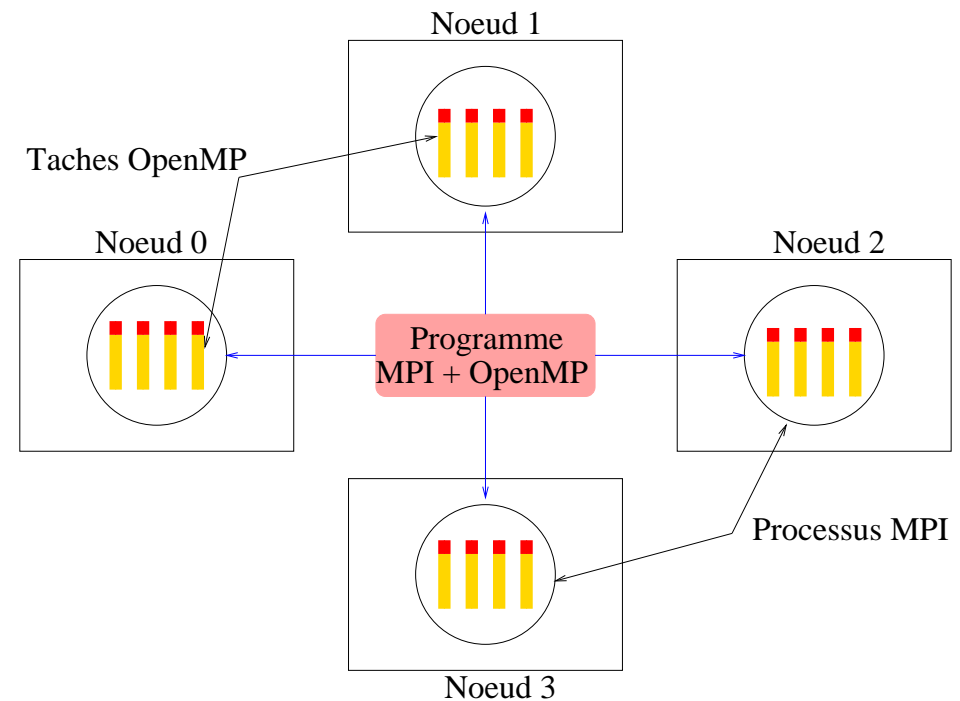 Noeud 1
Taches OpenMP
Noeud 0
Noeud 2
Programme
MPI + OpenMP
Processus MPI
Noeud 3